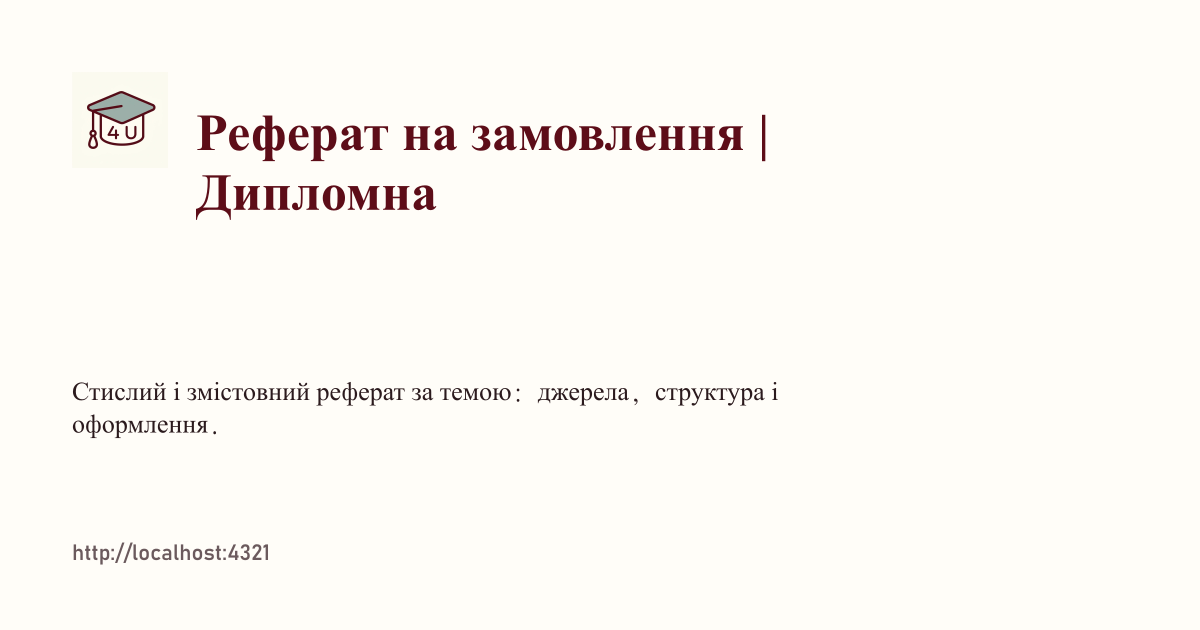 4 U
Реферат на замовлення |
Дипломна
Стислий і змістовний реферат за темою: джерела, структура і
оформлення.
http://localhost:4321